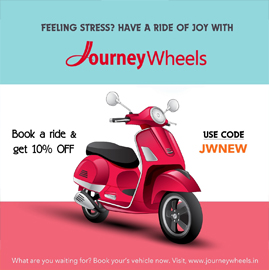 FEELING STRESS? HAVE A RIDE OF JOY WITH
JourneyWheels
Book a ride &
get 10% OFF
USE CODE
JWNEW
What are you waiting for? Book your's vehicle now. Visit, www.journeywheels.in